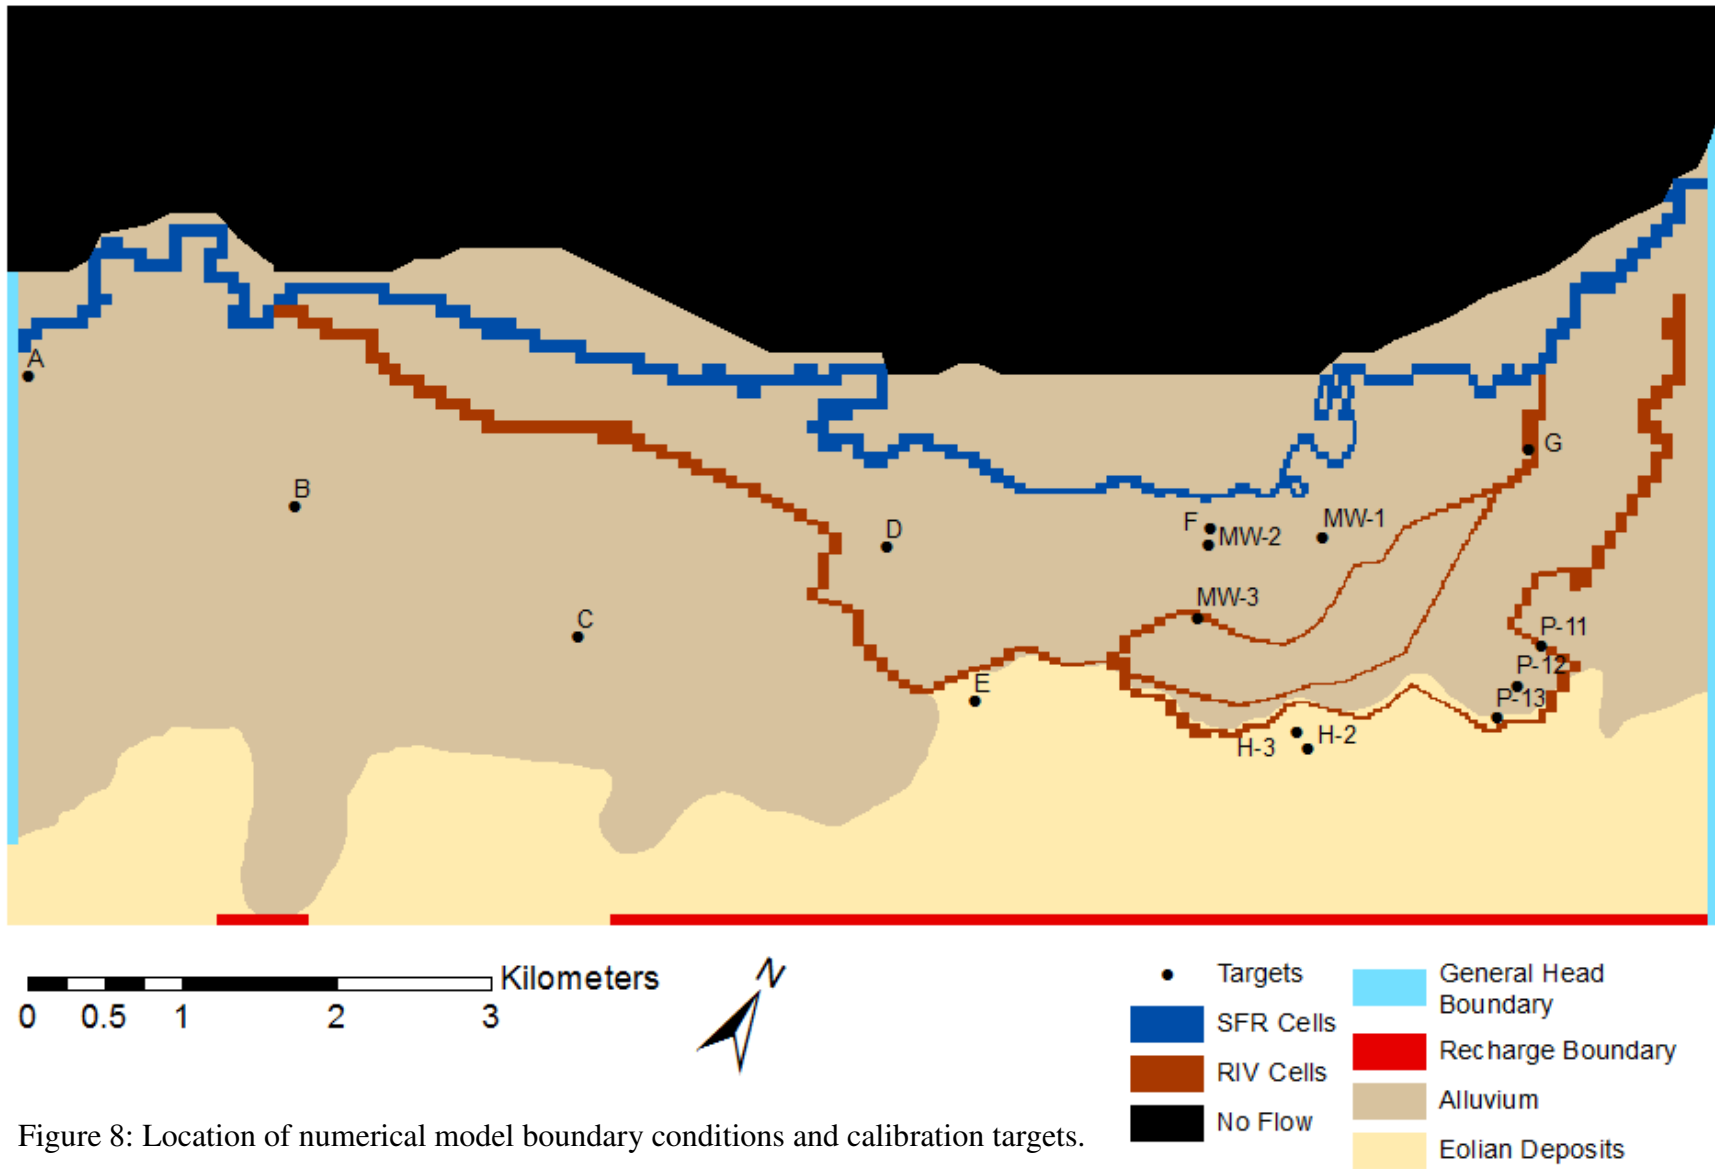 A
B
C
D
E
F
MW-2
MW-1
G
MW-3
P-11
P-12
P-13
H-3
H-2
Kilometers
0 0.5 1 2 3
N
Targets
SFR Cells
RIV Cells
No Flow
General Head
Boundary
Recharge Boundary
Alluvium
Eolian Deposits
Figure 8: Location of numerical model boundary conditions and calibration targets.